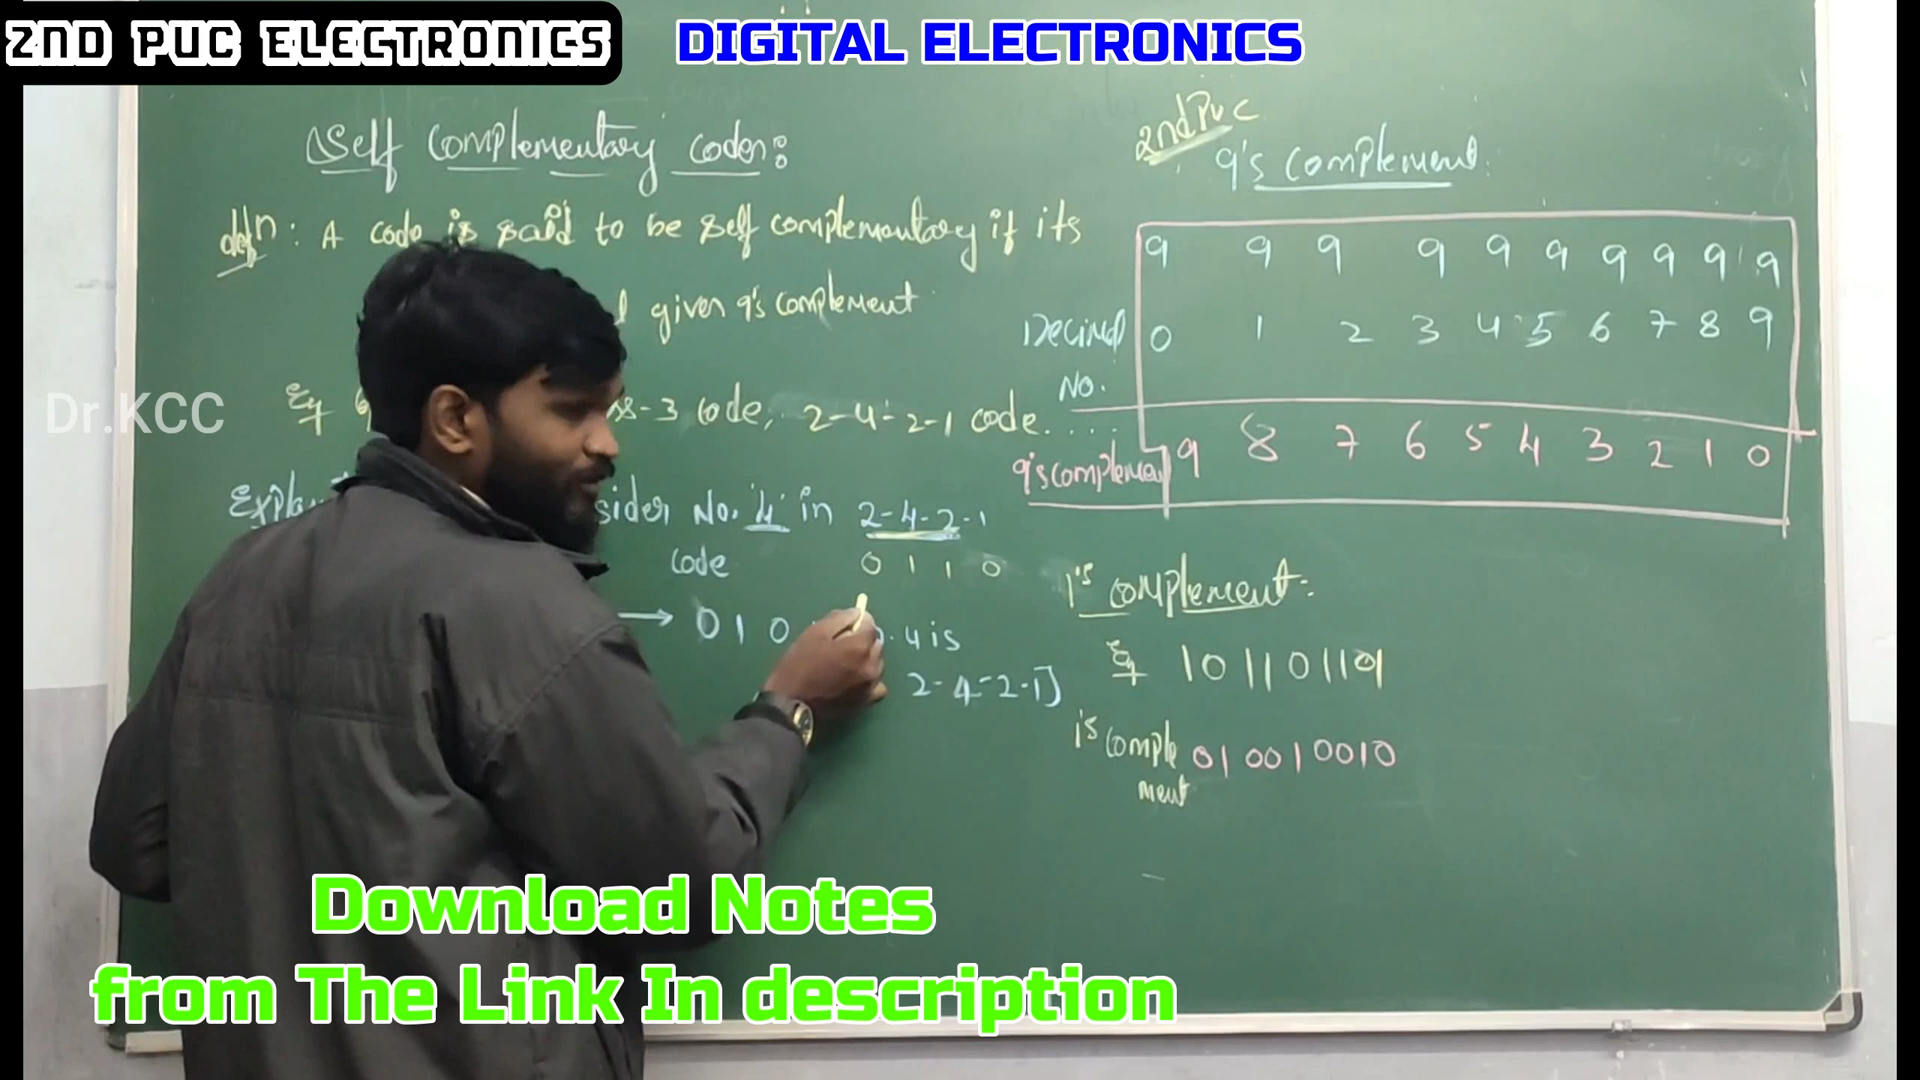 2ND PUC ELECTRONICS
DIGITAL ELECTRONICS
Self Complementary codes:
defn: A code is said to be self complementary if its
given 9's complement
Eg ss-3 code, 2-4-2-1 code....
sider No. '4' in 2-4-2-1
code 0 1 1 0
→ 0 1 0 4 is
2-4-2-1]
2nd PUC
9's complement
9 9 9 9 9 9 9 9 9 9
Decimal 0 1 2 3 4 5 6 7 8 9
No.
9's complement 9 8 7 6 5 4 3 2 1 0
1's complement:
Eg 101101101
1's comple 010010010
ment
Dr.KCC
Download Notes
from The Link In description